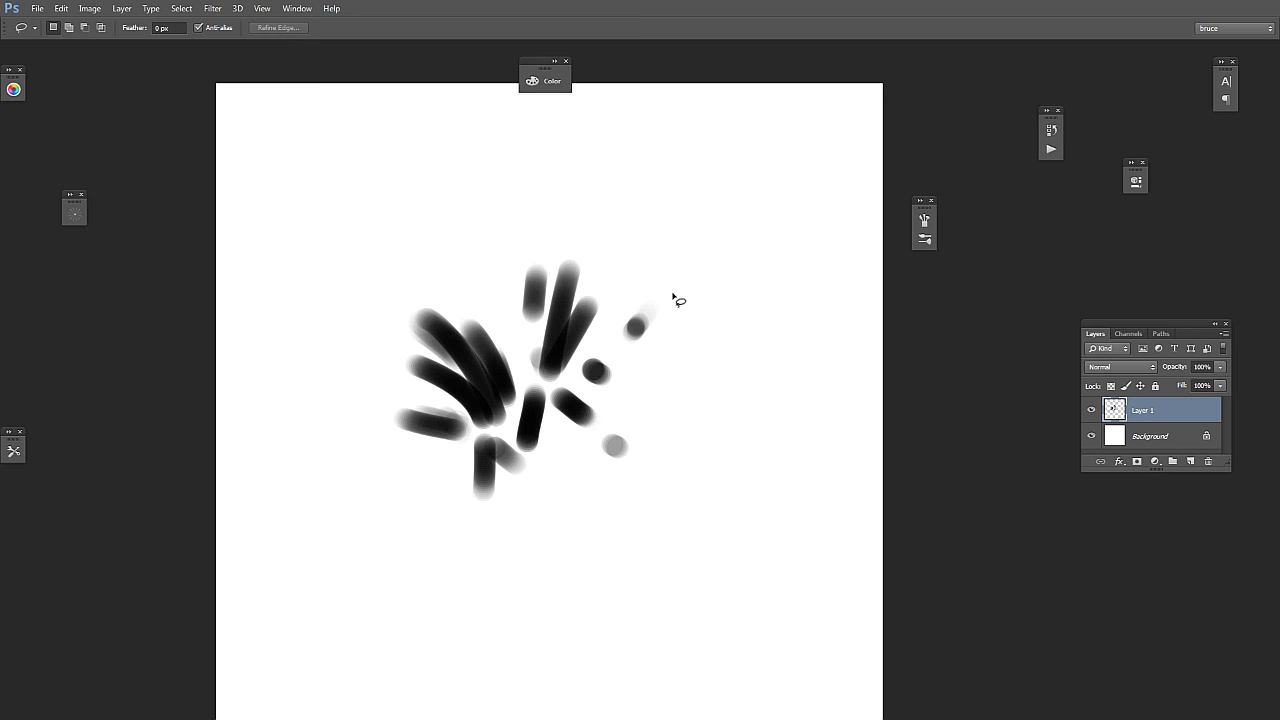 Ps File Edit Image Layer Type Select Filter 3D View Window Help
Feather: 0 px Anti-alias Refine Edge... bruce
Color
A
Layers Channels Paths
Kind T
Normal Opacity: 100%
Lock: Fill: 100%
Layer 1
Background
fx